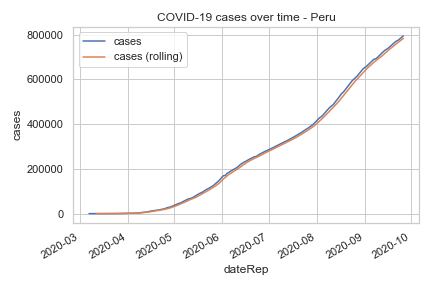 COVID-19 cases over time - Peru
cases
cases (rolling)
800000
600000
400000
200000
0
cases
2020-03
2020-04
2020-05
2020-06
2020-07
2020-08
2020-09
2020-10
dateRep